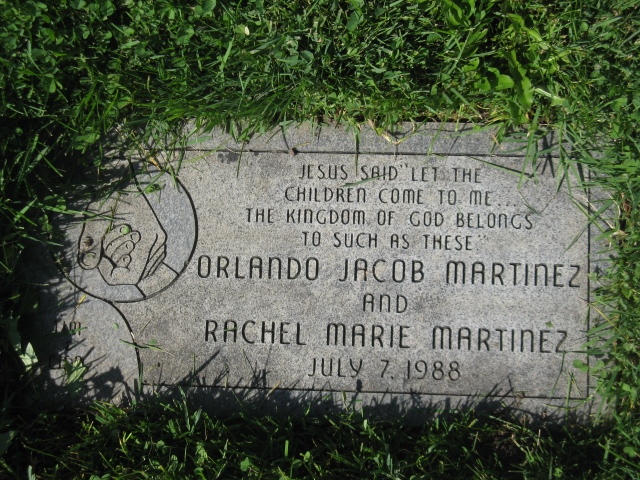 JESUS SAID "LET THE
CHILDREN COME TO ME...
THE KINGDOM OF GOD BELONGS
TO SUCH AS THESE"
ORLANDO JACOB MARTINEZ
AND
RACHEL MARIE MARTINEZ
JULY 7, 1988